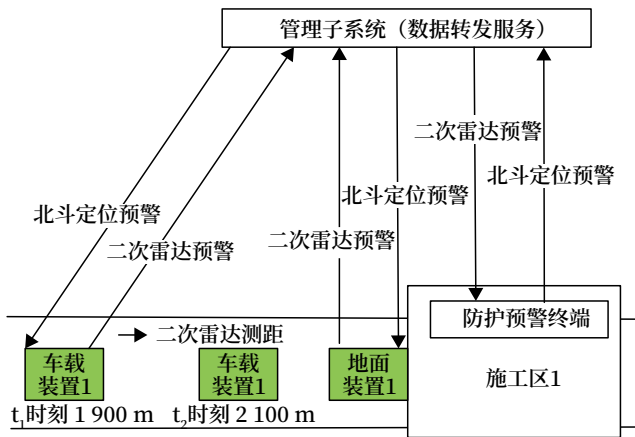 管理子系统（数据转发服务）
二次雷达预警
北斗定位预警
北斗定位预警
北斗定位预警
二次雷达预警
二次雷达预警
防护预警终端
二次雷达测距
车载
装置1
车载
装置1
地面
装置1
施工区1
t₁时刻 1 900 m
t₂时刻 2 100 m